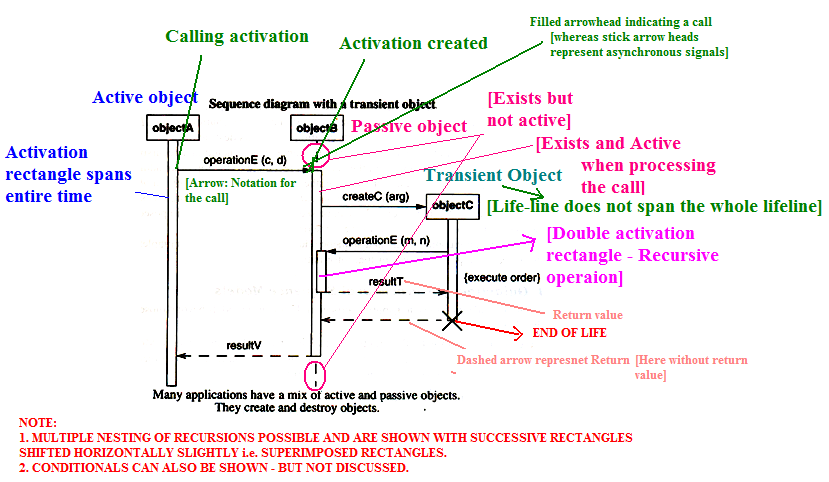 Filled arrowhead indicating a call
[whereas stick arrow heads
represent asynchronous signals]
Calling activation
Activation created
Active object
Sequence diagram with a transient object
[Exists but
not active]
objectA
objectB
Passive object
[Exists and Active
when processing
the call]
Activation
rectangle spans
entire time
operationE (c, d)
[Arrow: Notation for
the call]
Transient Object
createC (arg)
objectC
[Life-line does not span the whole lifeline]
operationE (m, n)
[Double activation
rectangle - Recursive
operaion]
{execute order}
resultT
Return value
END OF LIFE
resultV
Dashed arrow represnet Return
[Here without return
value]
Many applications have a mix of active and passive objects.
They create and destroy objects.
NOTE:
1. MULTIPLE NESTING OF RECURSIONS POSSIBLE AND ARE SHOWN WITH SUCCESSIVE RECTANGLES
SHIFTED HORIZONTALLY SLIGHTLY i.e. SUPERIMPOSED RECTANGLES.
2. CONDITIONALS CAN ALSO BE SHOWN - BUT NOT DISCUSSED.